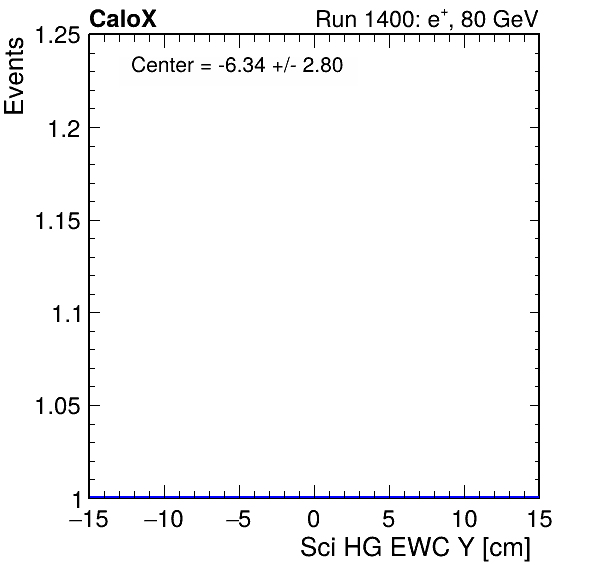 CaloX
Run 1400: e⁺, 80 GeV
Center = -6.34 +/- 2.80
Events
1.25
1.2
1.15
1.1
1.05
1
−15 −10 −5 0 5 10 15
Sci HG EWC Y [cm]